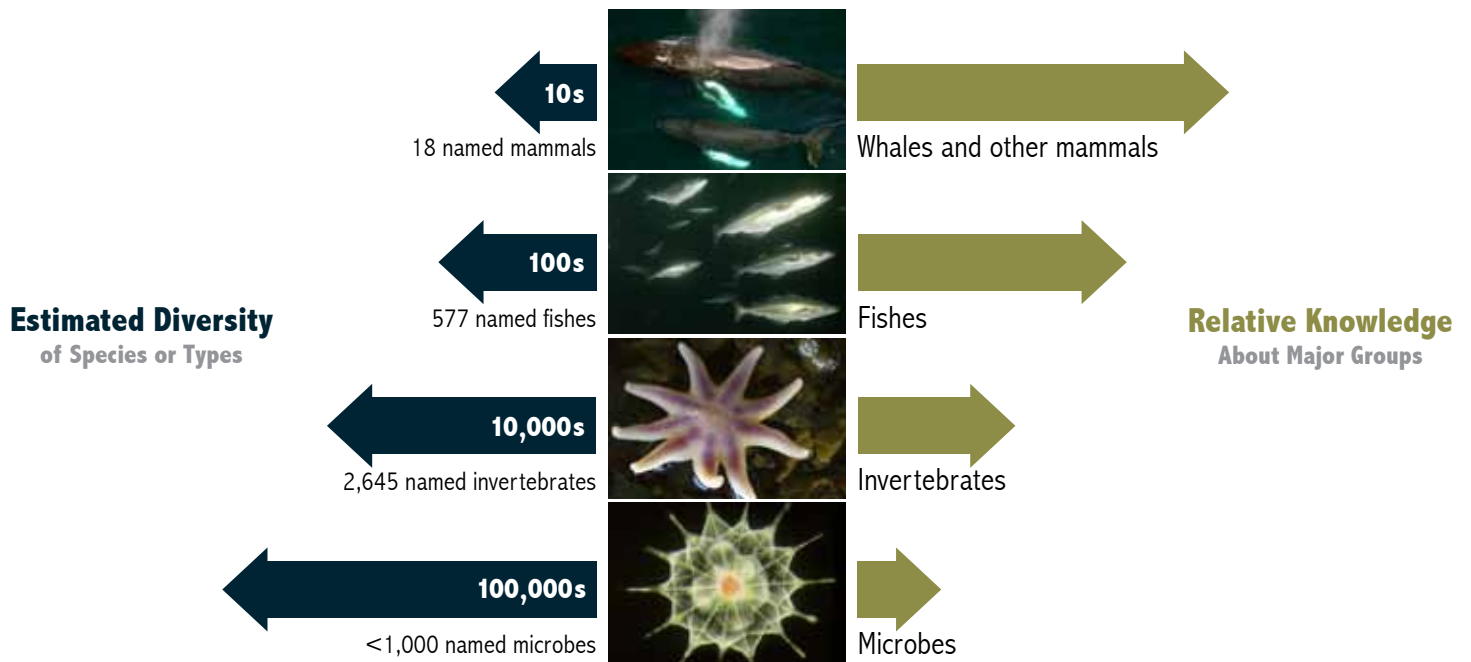 10s
18 named mammals
Whales and other mammals
100s
577 named fishes
Fishes
Estimated Diversity
of Species or Types
Relative Knowledge
About Major Groups
10,000s
2,645 named invertebrates
Invertebrates
100,000s
<1,000 named microbes
Microbes